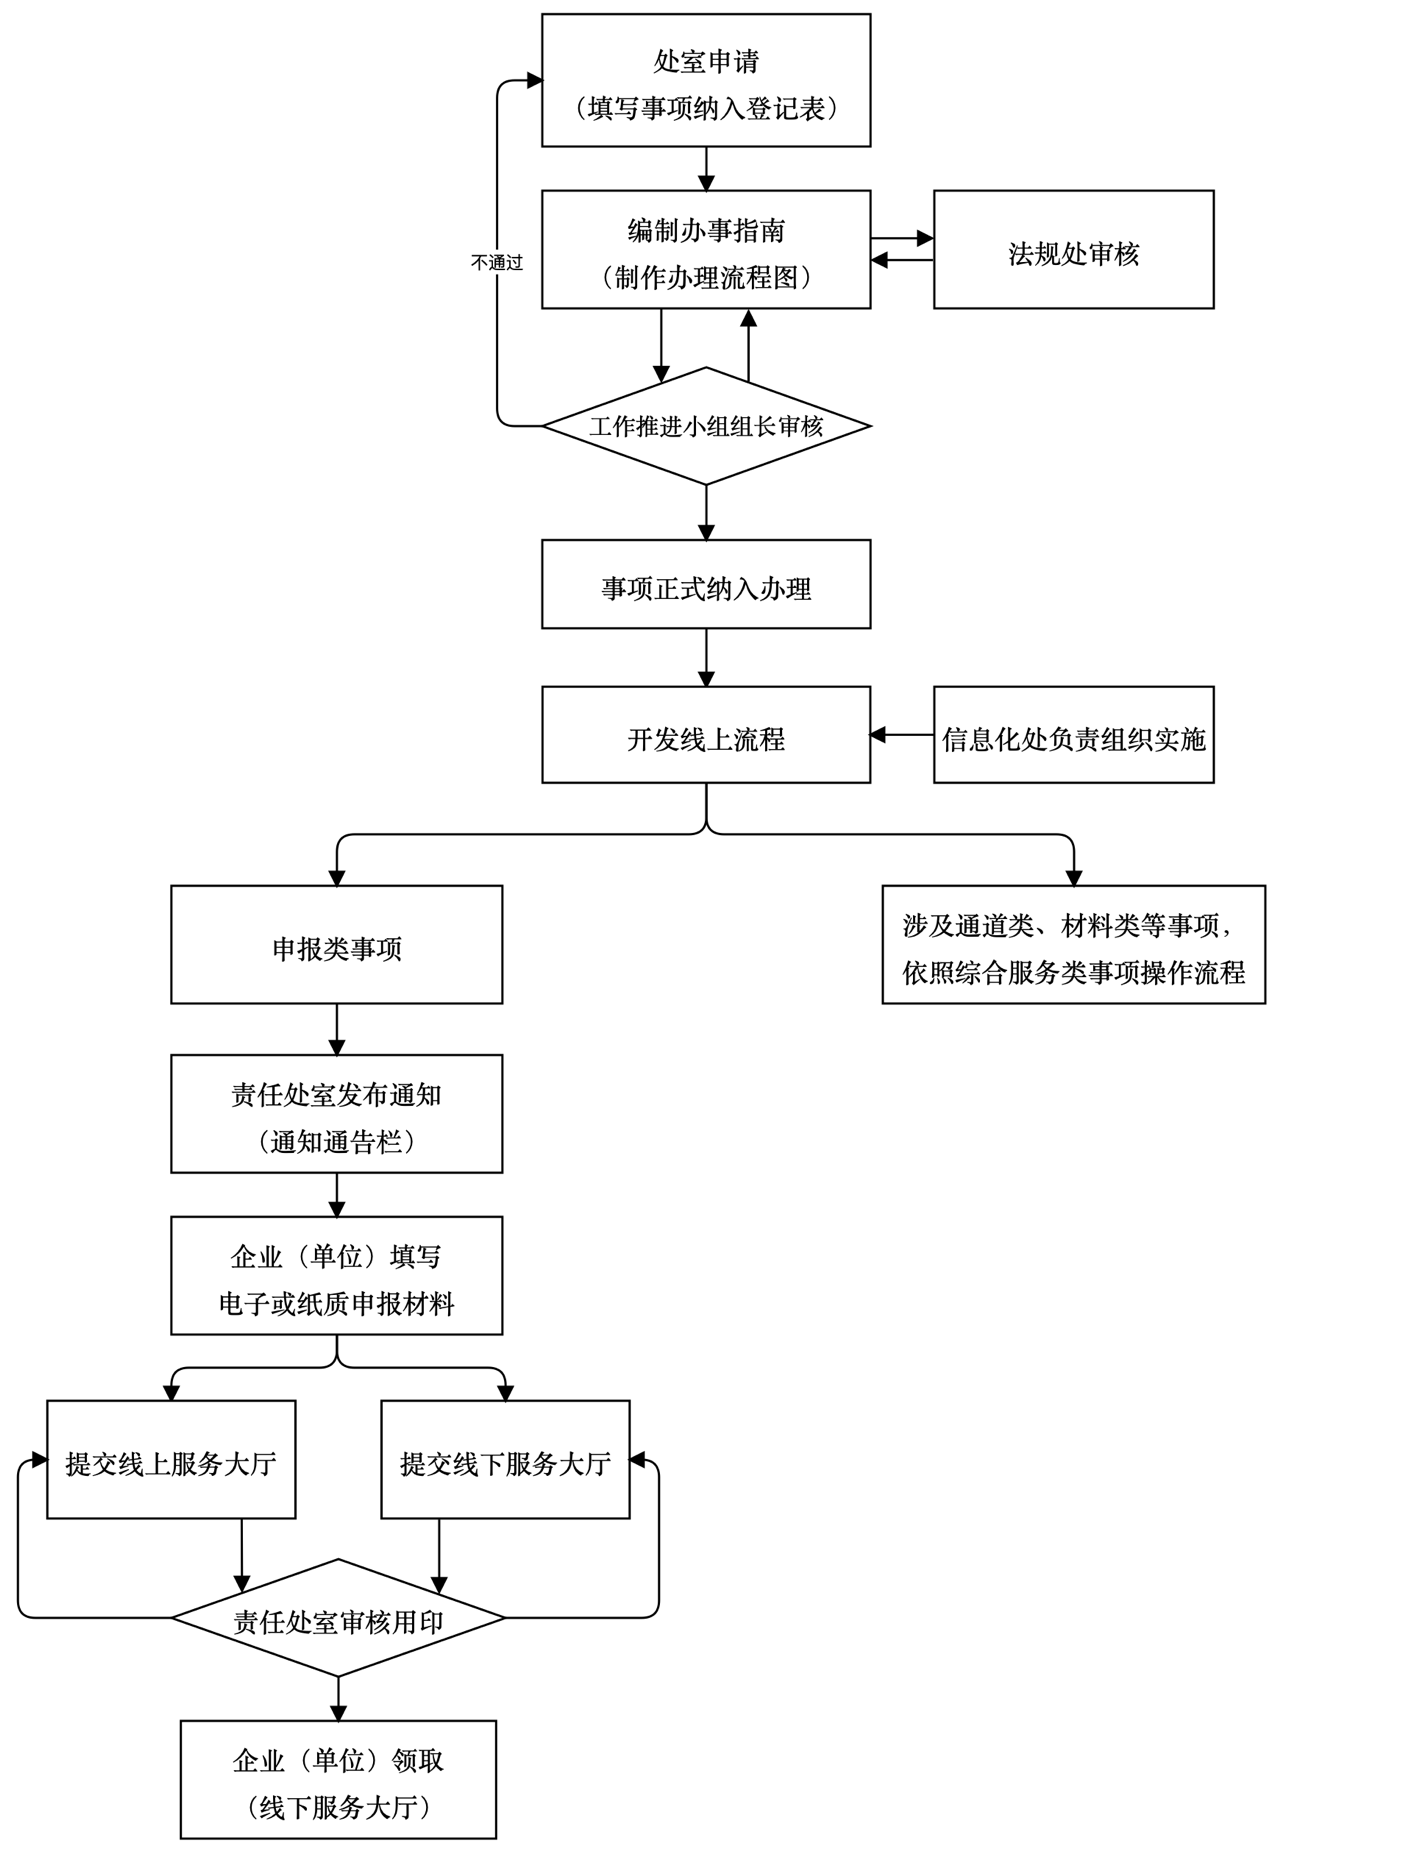 处室申请
（填写事项纳入登记表）
编制办事指南
（制作办理流程图）
法规处审核
不通过
工作推进小组组长审核
事项正式纳入办理
开发线上流程
信息化处负责组织实施
申报类事项
涉及通道类、材料类等事项，
依照综合服务类事项操作流程
责任处室发布通知
（通知通告栏）
企业（单位）填写
电子或纸质申报材料
提交线上服务大厅
提交线下服务大厅
责任处室审核用印
企业（单位）领取
（线下服务大厅）